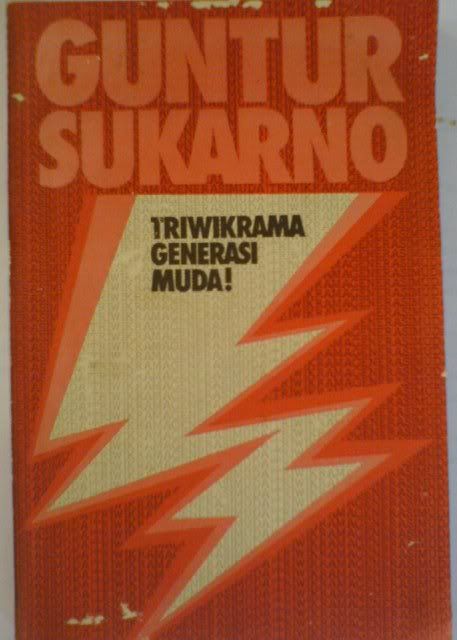 GUNTUR
SUKARNO
TRIWIKRAMA
GENERASI
MUDA!